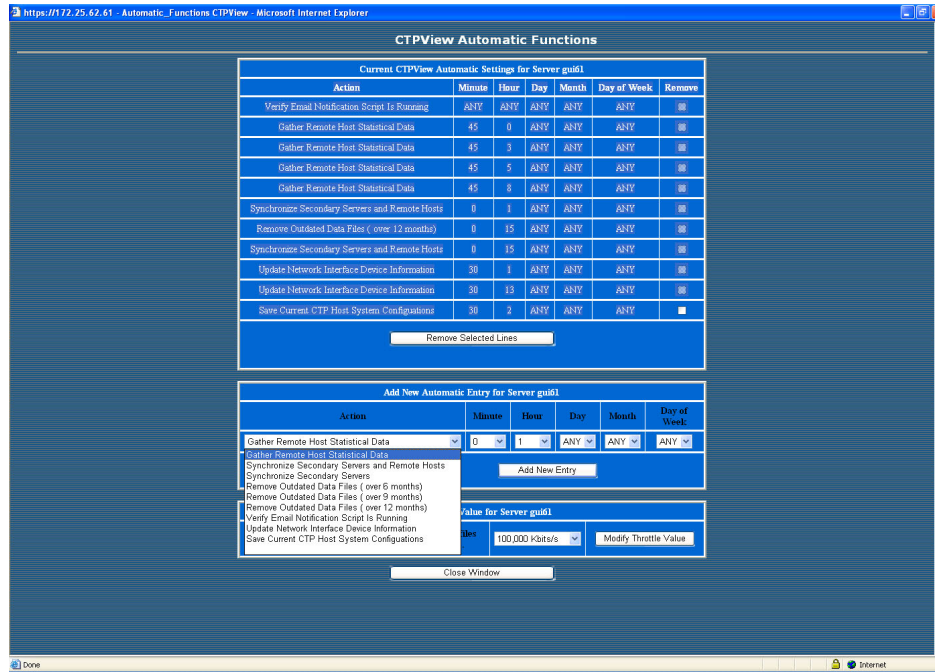 https://172.25.62.61 - Automatic_Functions CTPView - Microsoft Internet Explorer
CTPView Automatic Functions
Current CTPView Automatic Settings for Server gui61
Action Minute Hour Day Month Day of Week Remove
Verify Email Notification Script Is Running ANY ANY ANY ANY ANY
Gather Remote Host Statistical Data 45 0 ANY ANY ANY
Gather Remote Host Statistical Data 45 3 ANY ANY ANY
Gather Remote Host Statistical Data 45 5 ANY ANY ANY
Gather Remote Host Statistical Data 45 8 ANY ANY ANY
Synchronize Secondary Servers and Remote Hosts 0 1 ANY ANY ANY
Remove Outdated Data Files ( over 12 months) 0 15 ANY ANY ANY
Synchronize Secondary Servers and Remote Hosts 0 15 ANY ANY ANY
Update Network Interface Device Information 30 1 ANY ANY ANY
Update Network Interface Device Information 30 13 ANY ANY ANY
Save Current CTP Host System Configuations 30 2 ANY ANY ANY
Remove Selected Lines
Add New Automatic Entry for Server gui61
Action Minute Hour Day Month Day of Week
Gather Remote Host Statistical Data 0 1 ANY ANY ANY
Gather Remote Host Statistical Data
Synchronize Secondary Servers and Remote Hosts
Synchronize Secondary Servers
Remove Outdated Data Files ( over 6 months)
Remove Outdated Data Files ( over 9 months)
Remove Outdated Data Files ( over 12 months)
Verify Email Notification Script Is Running
Update Network Interface Device Information
Save Current CTP Host System Configuations
Add New Entry
Value for Server gui61
100,000 Kbits/s Modify Throttle Value
Close Window
Done Internet